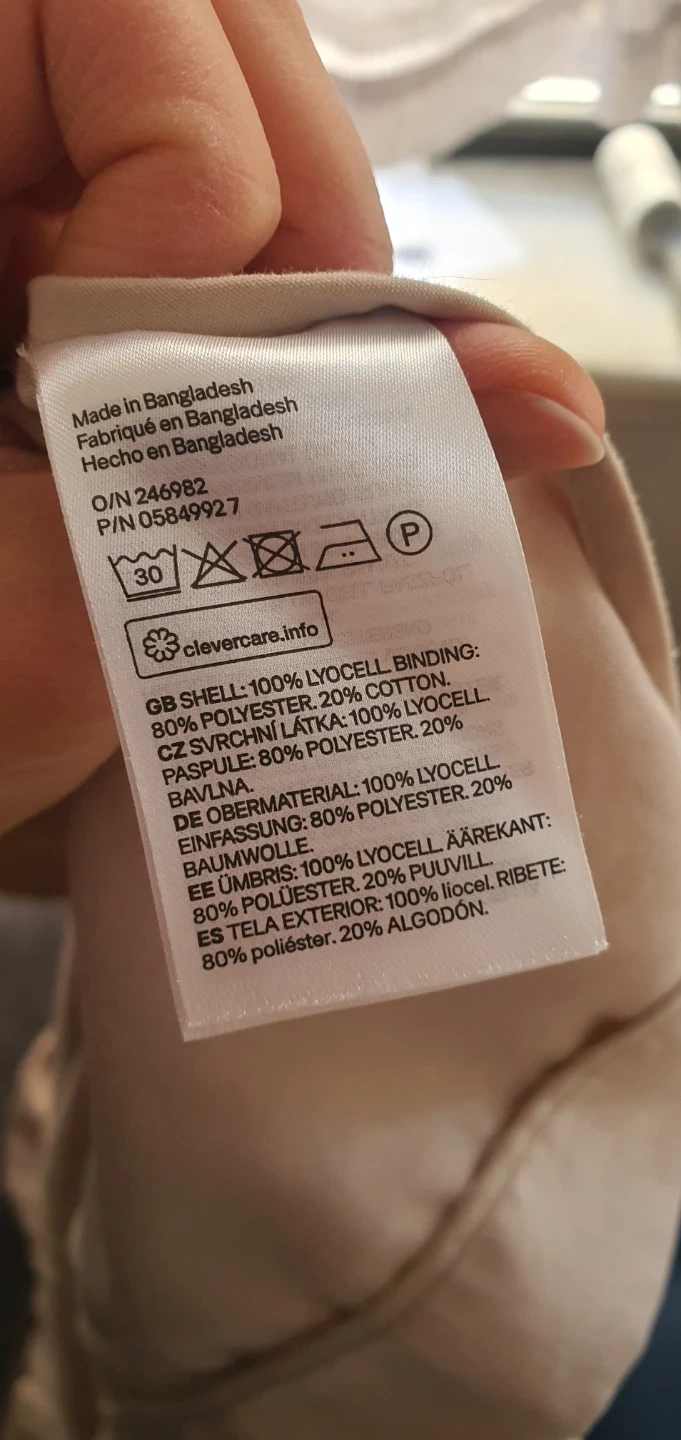 Made in Bangladesh
Fabriqué en Bangladesh
Hecho en Bangladesh
O/N 246982
P/N 05849927
30 P
clevercare.info
GB SHELL: 100% LYOCELL. BINDING:
80% POLYESTER. 20% COTTON.
CZ SVRCHNÍ LÁTKA: 100% LYOCELL.
PASPULE: 80% POLYESTER. 20%
BAVLNA.
DE OBERMATERIAL: 100% LYOCELL.
EINFASSUNG: 80% POLYESTER. 20%
BAUMWOLLE.
EE ÜMBRIS: 100% LYOCELL. ÄÄREKANT:
80% POLÜESTER. 20% PUUVILL.
ES TELA EXTERIOR: 100% liocel. RIBETE:
80% poliéster. 20% ALGODÓN.